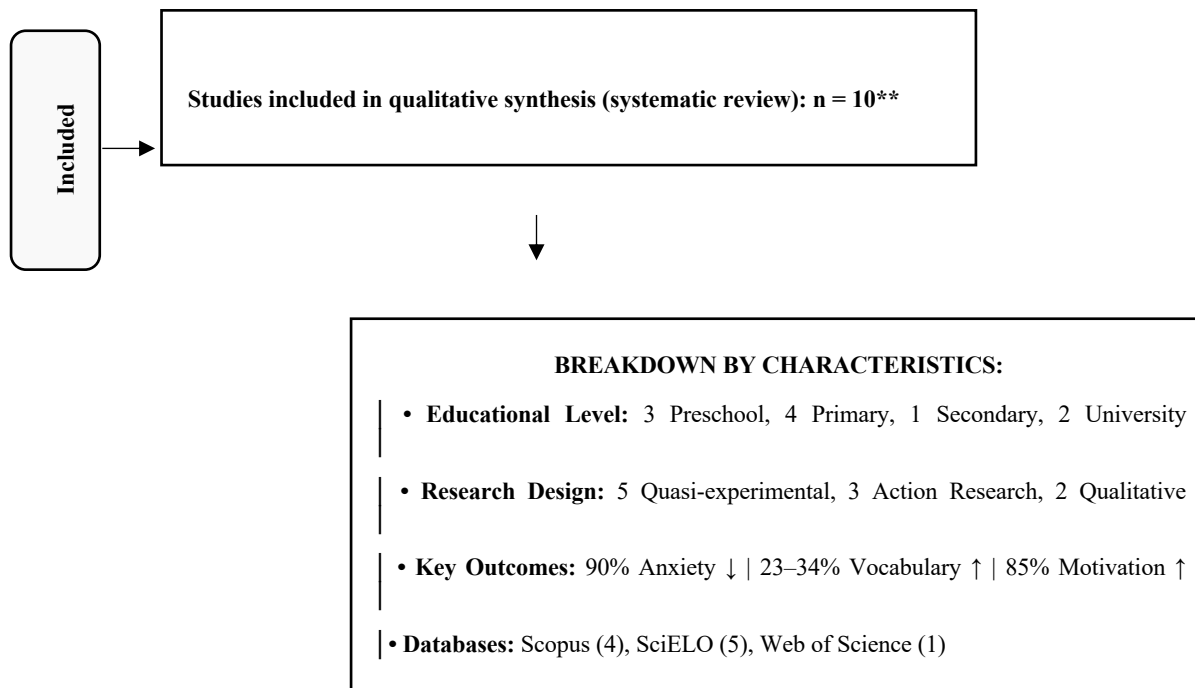 Included
Studies included in qualitative synthesis (systematic review): n = 10**
BREAKDOWN BY CHARACTERISTICS:
• Educational Level: 3 Preschool, 4 Primary, 1 Secondary, 2 University
• Research Design: 5 Quasi-experimental, 3 Action Research, 2 Qualitative
• Key Outcomes: 90% Anxiety ↓ | 23–34% Vocabulary ↑ | 85% Motivation ↑
• Databases: Scopus (4), SciELO (5), Web of Science (1)